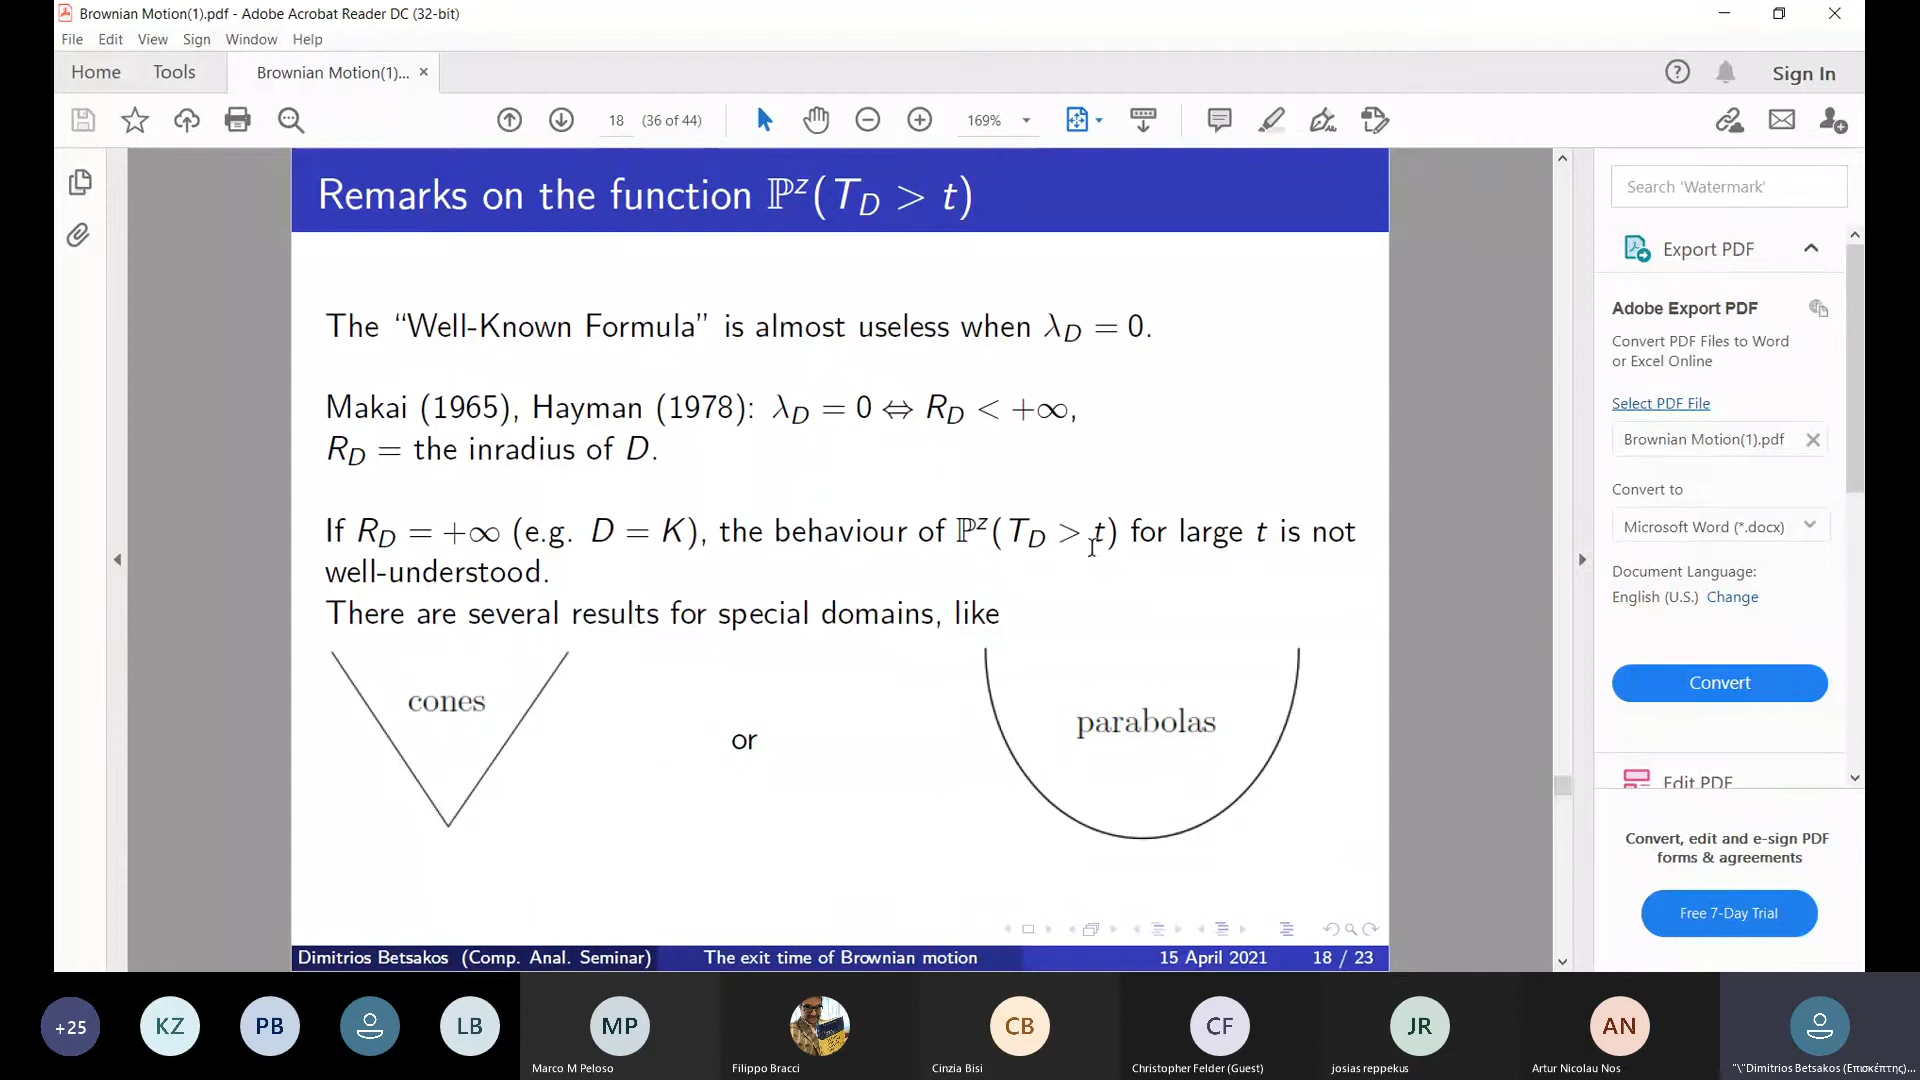 Brownian Motion(1).pdf - Adobe Acrobat Reader DC (32-bit)
File Edit View Sign Window Help
Home Tools Brownian Motion(1)... × Sign In
18 (36 of 44) 169%
Remarks on the function ℙᶻ(T_D > t)
The “Well-Known Formula” is almost useless when λ_D = 0.
Makai (1965), Hayman (1978): λ_D = 0 ⇔ R_D < +∞,
R_D = the inradius of D.
If R_D = +∞ (e.g. D = K), the behaviour of ℙᶻ(T_D > t) for large t is not
well-understood.
There are several results for special domains, like
cones
or
parabolas
Dimitrios Betsakos (Comp. Anal. Seminar) The exit time of Brownian motion 15 April 2021 18 / 23
Search 'Watermark'
Export PDF
Adobe Export PDF
Convert PDF Files to Word
or Excel Online
Select PDF File
Brownian Motion(1).pdf
Convert to
Microsoft Word (*.docx)
Document Language:
English (U.S.) Change
Convert
Edit PDF
Convert, edit and e-sign PDF
forms & agreements
Free 7-Day Trial
+25 KZ PB LB MP CB CF JR AN
Marco M Peloso Filippo Bracci Cinzia Bisi Christopher Felder (Guest) josias reppekus Artur Nicolau Nos "\"Dimitrios Betsakos (Επισκέπτης)...